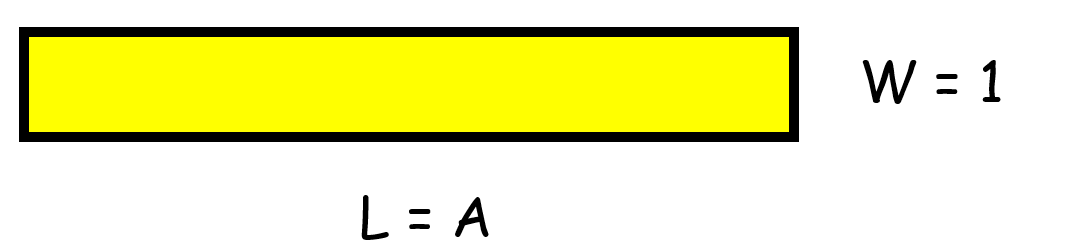 W = 1
L = A